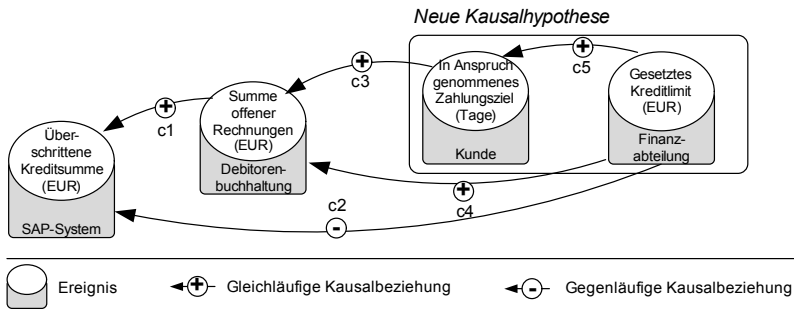 Neue Kausalhypothese
c1
c3
c5
c2
c4
+
+
+
+
-
Über-
schrittene
Kreditsumme
(EUR)
SAP-System
Summe
offener
Rechnungen
(EUR)
Debitoren-
buchhaltung
In Anspruch
genommenes
Zahlungsziel
(Tage)
Kunde
Gesetztes
Kreditlimit
(EUR)
Finanz-
abteilung
Ereignis
+ Gleichläufige Kausalbeziehung
- Gegenläufige Kausalbeziehung